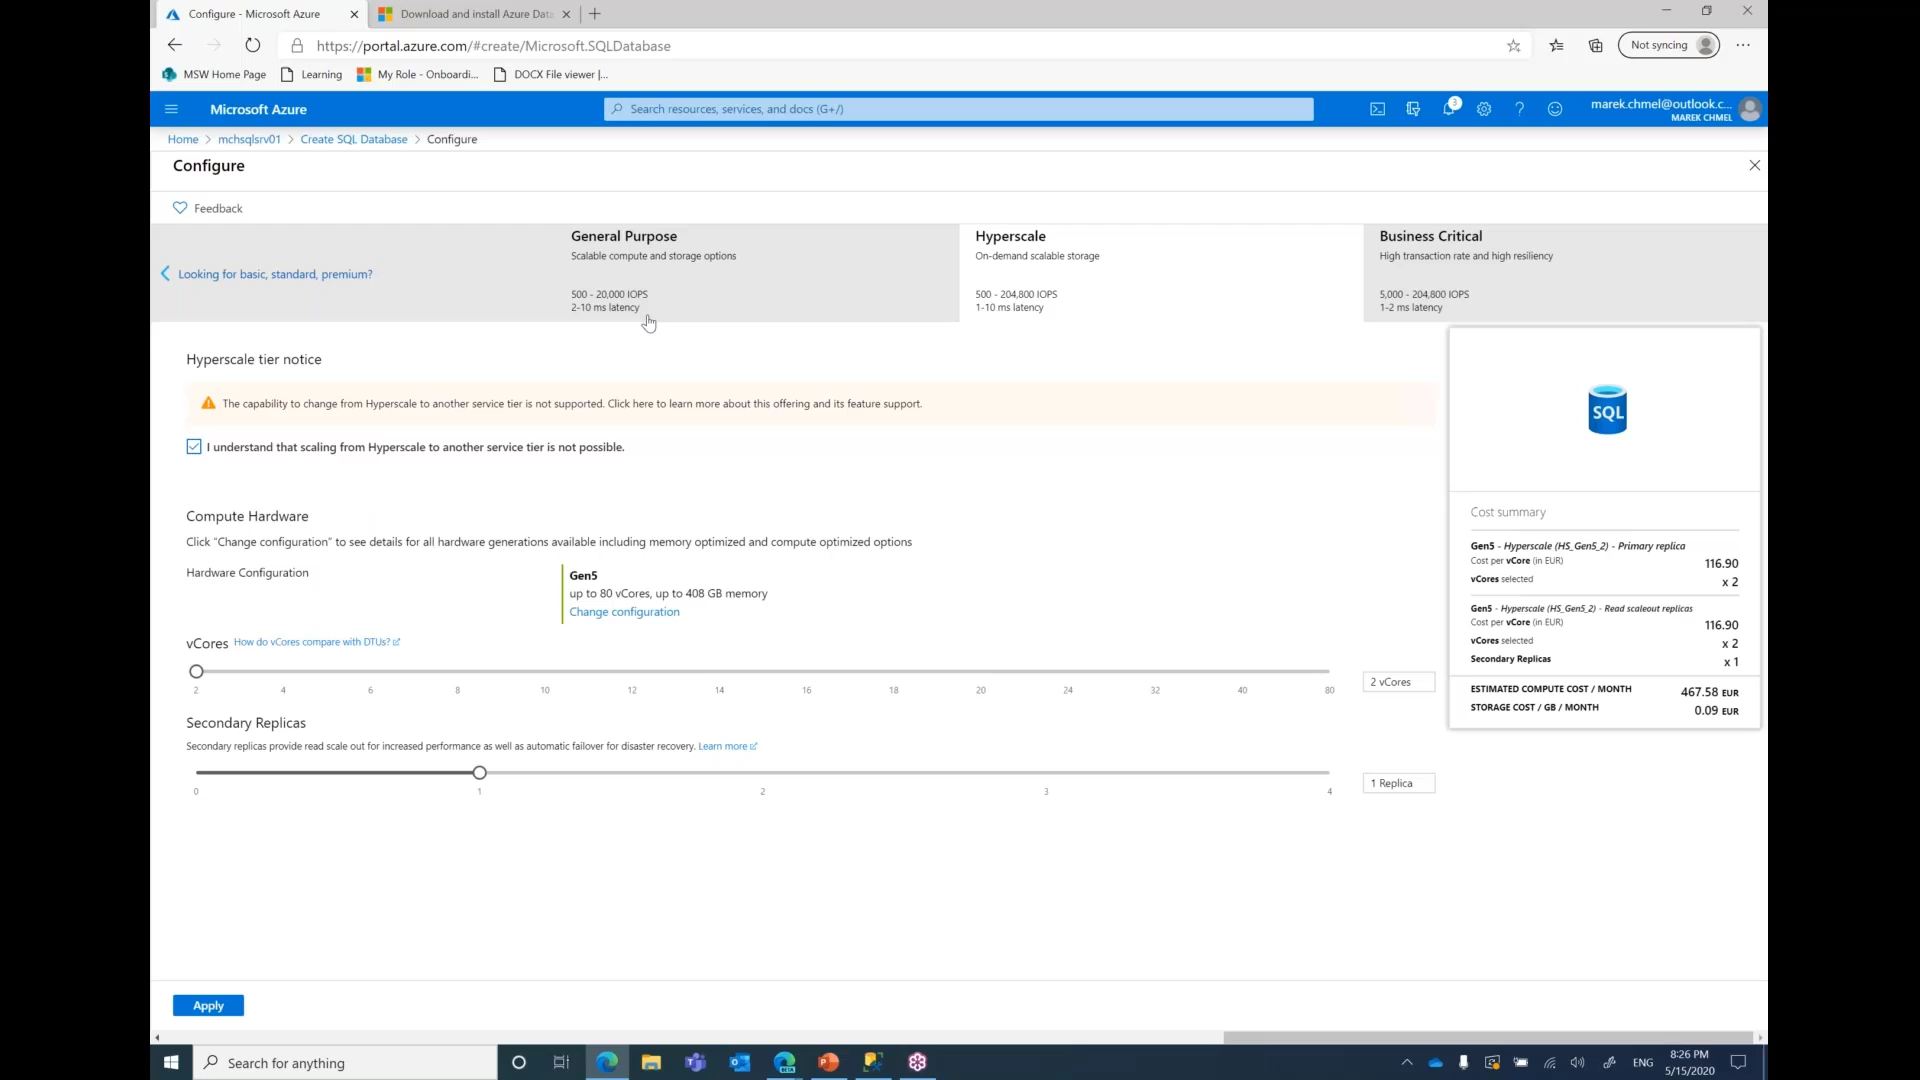 Configure - Microsoft Azure
Download and install Azure Dat
https://portal.azure.com/#create/Microsoft.SQLDatabase
Not syncing
MSW Home Page
Learning
My Role - Onboardi...
DOCX File viewer |...
Microsoft Azure
Search resources, services, and docs (G+/)
3
marek.chmel@outlook.c...
MAREK CHMEL
Home > mchsqlsrv01 > Create SQL Database > Configure
Configure
Feedback
Looking for basic, standard, premium?
General Purpose
Scalable compute and storage options
500 - 20,000 IOPS
2-10 ms latency
Hyperscale
On-demand scalable storage
500 - 204,800 IOPS
1-10 ms latency
Business Critical
High transaction rate and high resiliency
5,000 - 204,800 IOPS
1-2 ms latency
Hyperscale tier notice
The capability to change from Hyperscale to another service tier is not supported. Click here to learn more about this offering and its feature support.
I understand that scaling from Hyperscale to another service tier is not possible.
Compute Hardware
Click "Change configuration" to see details for all hardware generations available including memory optimized and compute optimized options
Hardware Configuration
Gen5
up to 80 vCores, up to 408 GB memory
Change configuration
vCores How do vCores compare with DTUs?
2 4 6 8 10 12 14 16 18 20 24 32 40 80
2 vCores
Secondary Replicas
Secondary replicas provide read scale out for increased performance as well as automatic failover for disaster recovery. Learn more
0 1 2 3 4
1 Replica
SQL
Cost summary
Gen5 - Hyperscale (HS_Gen5_2) - Primary replica
Cost per vCore (in EUR) 116.90
vCores selected x 2
Gen5 - Hyperscale (HS_Gen5_2) - Read scaleout replicas
Cost per vCore (in EUR) 116.90
vCores selected x 2
Secondary Replicas x 1
ESTIMATED COMPUTE COST / MONTH 467.58 EUR
STORAGE COST / GB / MONTH 0.09 EUR
Apply
Search for anything
ENG
8:26 PM
5/15/2020